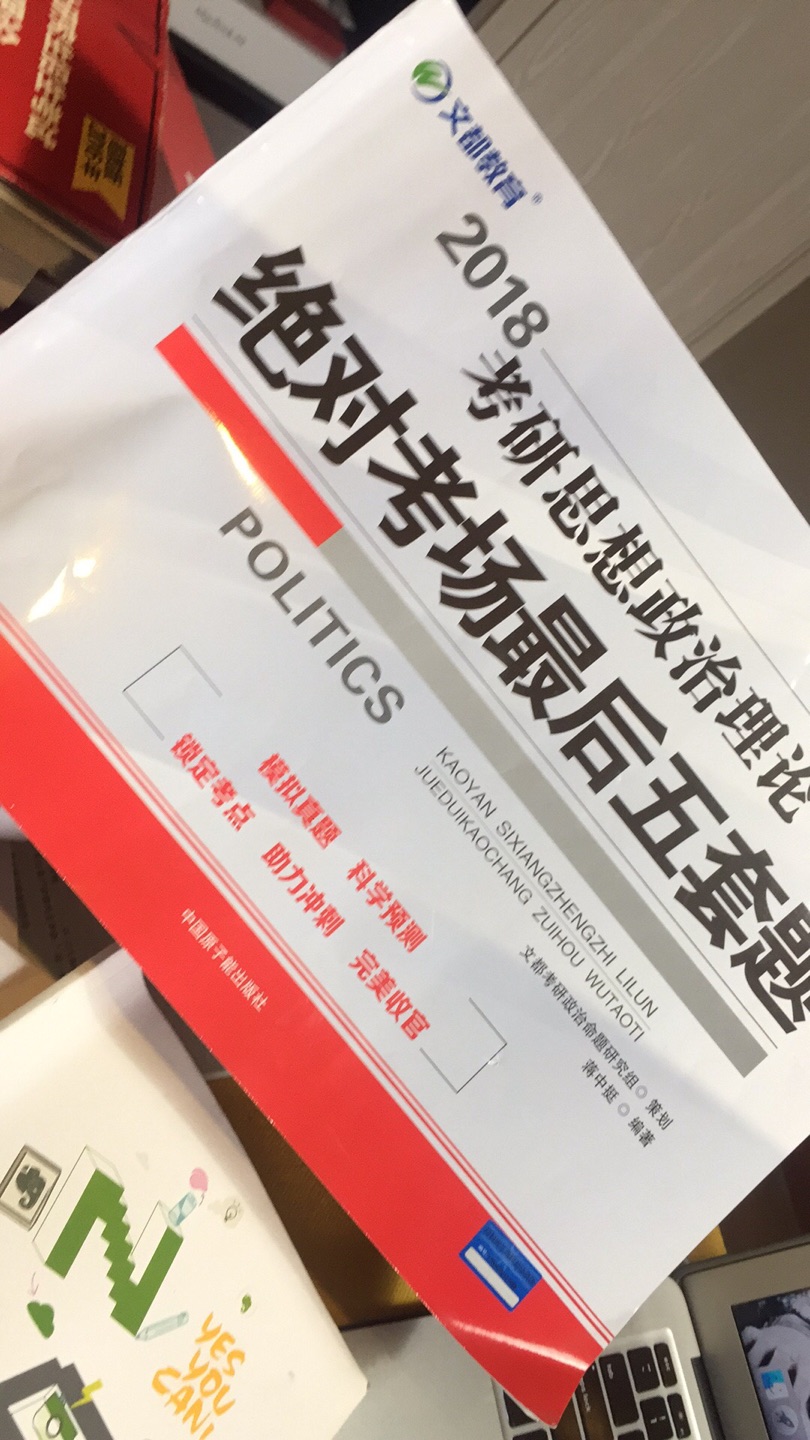 文都教育®
2018
考研思想政治理论
绝对考场最后五套题
POLITICS
KAOYAN SIXIANGZHENGZHI LILUN
JUEDUIKAOCHANG ZUIHOU WUTAOTI
模拟真题 科学预测
锁定考点 助力冲刺 完美收官
文都考研政治命题研究组◎策划
蒋中挺◎编著
中国原子能出版社
YES
YOU
CAN!